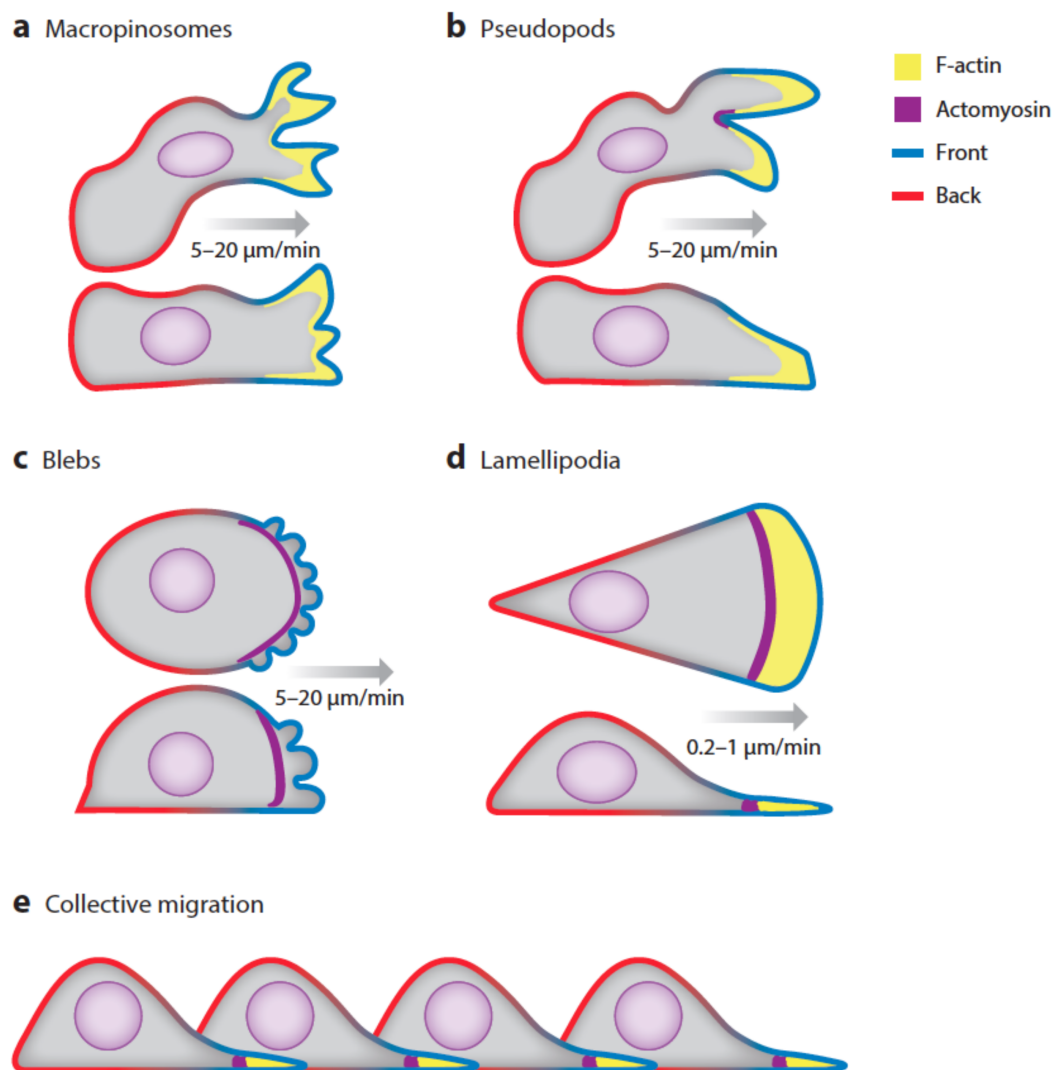 a Macropinosomes
b Pseudopods
F-actin
Actomyosin
Front
Back
5–20 µm/min
5–20 µm/min
c Blebs
d Lamellipodia
5–20 µm/min
0.2–1 µm/min
e Collective migration